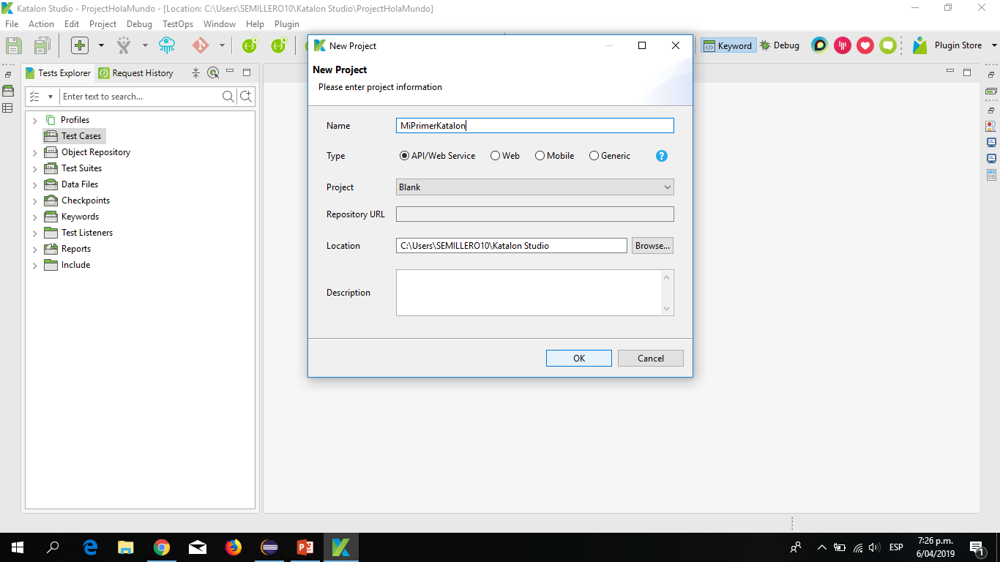 Katalon Studio - ProjectHolaMundo - [Location: C:\Users\SEMILLERO10\Katalon Studio\ProjectHolaMundo]
File Action Edit Project Debug TestOps Window Help Plugin
Keyword Debug Plugin Store
Tests Explorer Request History
Enter text to search...
Profiles
Test Cases
Object Repository
Test Suites
Data Files
Checkpoints
Keywords
Test Listeners
Reports
Include
New Project
New Project
Please enter project information
Name MiPrimerKatalon
Type API/Web Service Web Mobile Generic ?
Project Blank
Repository URL
Location C:\Users\SEMILLERO10\Katalon Studio Browse...
Description
OK Cancel
ESP
7:26 p.m.
6/04/2019
1